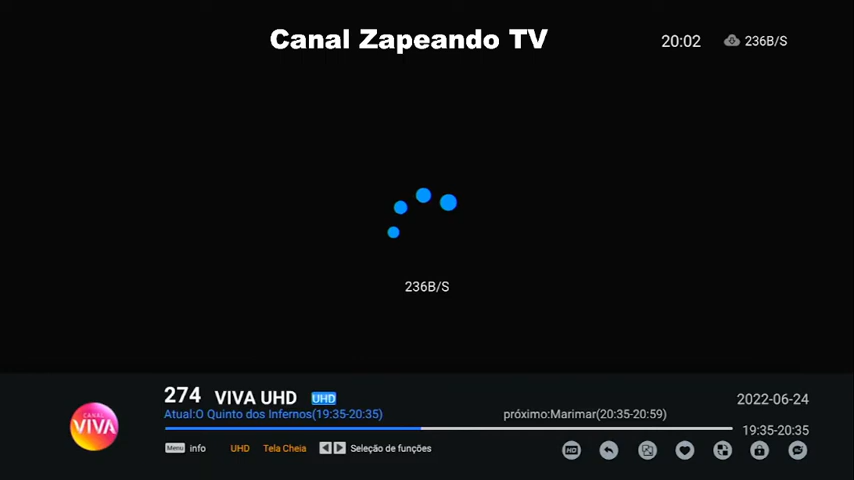 Canal Zapeando TV
20:02 236B/S
236B/S
274 VIVA UHD UHD
2022-06-24
Atual:O Quinto dos Infernos(19:35-20:35)
próximo:Marimar(20:35-20:59)
19:35-20:35
CANAL
VIVA
Menu info UHD Tela Cheia Seleção de funções
HD